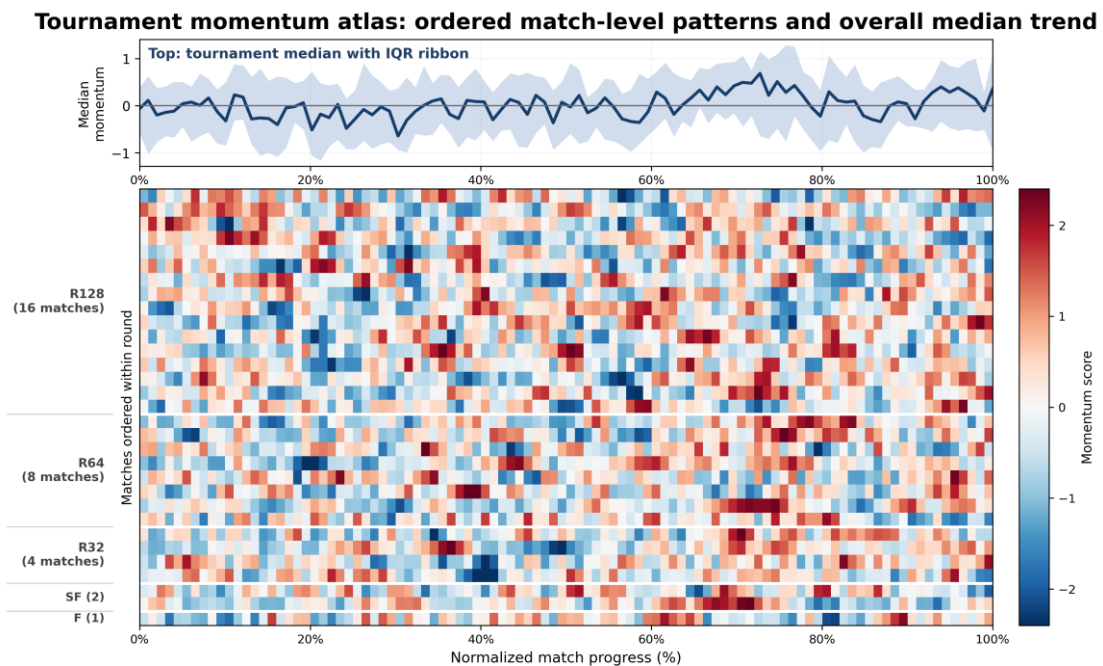 Tournament momentum atlas: ordered match-level patterns and overall median trend
Top: tournament median with IQR ribbon
Median
momentum
1
0
−1
0%
20%
40%
60%
80%
100%
Matches ordered within round
R128
(16 matches)
R64
(8 matches)
R32
(4 matches)
SF (2)
F (1)
0%
20%
40%
60%
80%
100%
Normalized match progress (%)
2
1
0
−1
−2
Momentum score